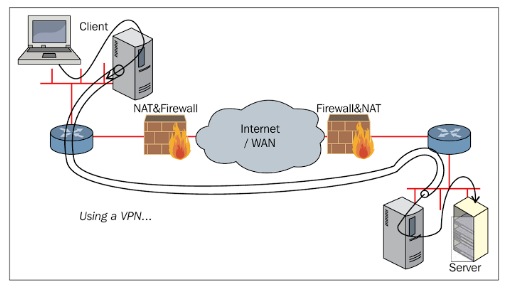 Client
NAT&Firewall
Firewall&NAT
Internet
/ WAN
Using a VPN...
Server